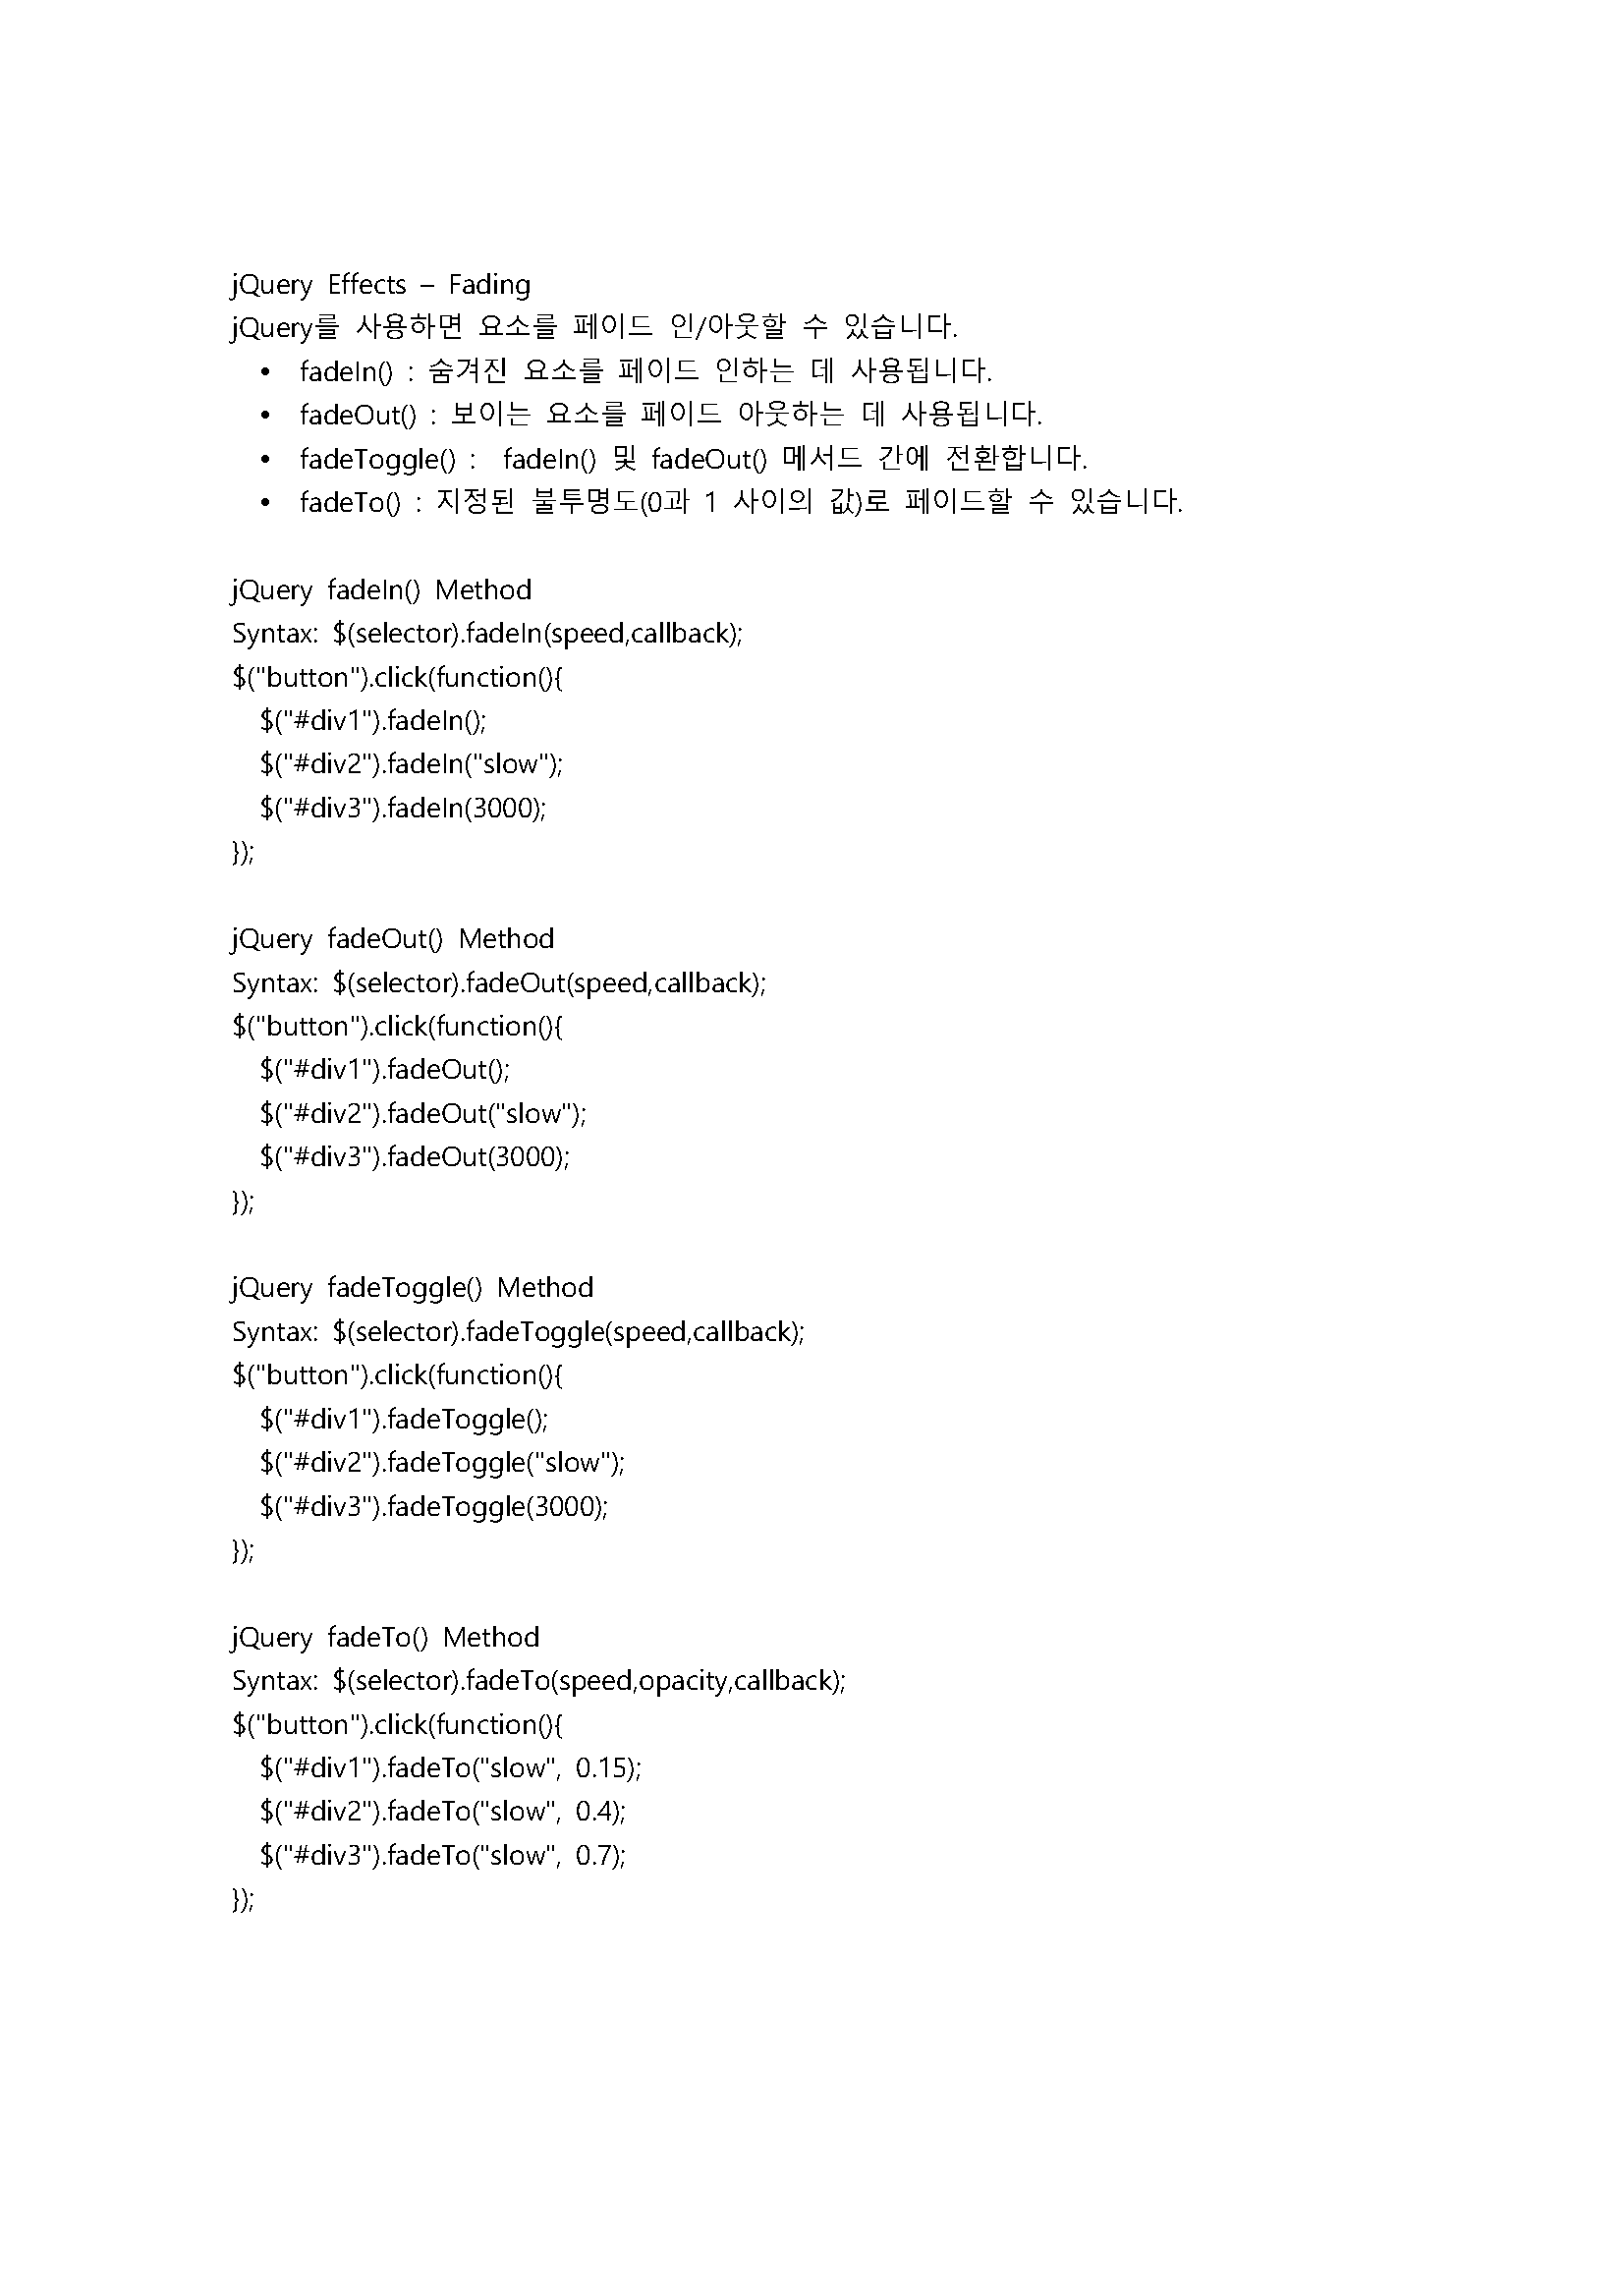 jQuery Effects – Fading
jQuery를 사용하면 요소를 페이드 인/아웃할 수 있습니다.
• fadeIn() : 숨겨진 요소를 페이드 인하는 데 사용됩니다.
• fadeOut() : 보이는 요소를 페이드 아웃하는 데 사용됩니다.
• fadeToggle() : fadeIn() 및 fadeOut() 메서드 간에 전환합니다.
• fadeTo() : 지정된 불투명도(0과 1 사이의 값)로 페이드할 수 있습니다.
jQuery fadeIn() Method
Syntax: $(selector).fadeIn(speed,callback);
$("button").click(function(){
  $("#div1").fadeIn();
  $("#div2").fadeIn("slow");
  $("#div3").fadeIn(3000);
});
jQuery fadeOut() Method
Syntax: $(selector).fadeOut(speed,callback);
$("button").click(function(){
  $("#div1").fadeOut();
  $("#div2").fadeOut("slow");
  $("#div3").fadeOut(3000);
});
jQuery fadeToggle() Method
Syntax: $(selector).fadeToggle(speed,callback);
$("button").click(function(){
  $("#div1").fadeToggle();
  $("#div2").fadeToggle("slow");
  $("#div3").fadeToggle(3000);
});
jQuery fadeTo() Method
Syntax: $(selector).fadeTo(speed,opacity,callback);
$("button").click(function(){
  $("#div1").fadeTo("slow", 0.15);
  $("#div2").fadeTo("slow", 0.4);
  $("#div3").fadeTo("slow", 0.7);
});